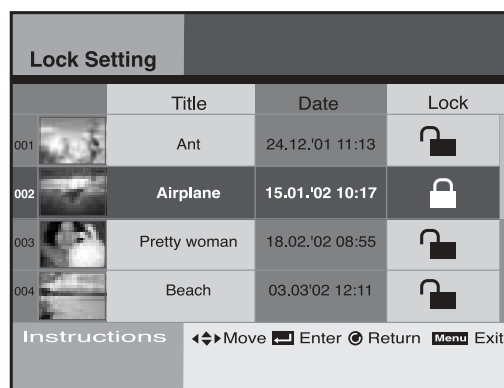 Lock Setting
Title Date Lock
001 Ant 24.12.'01 11:13
002 Airplane 15.01.'02 10:17
003 Pretty woman 18.02.'02 08:55
004 Beach 03.03'02 12:11
Instructions Move Enter Return Menu Exit